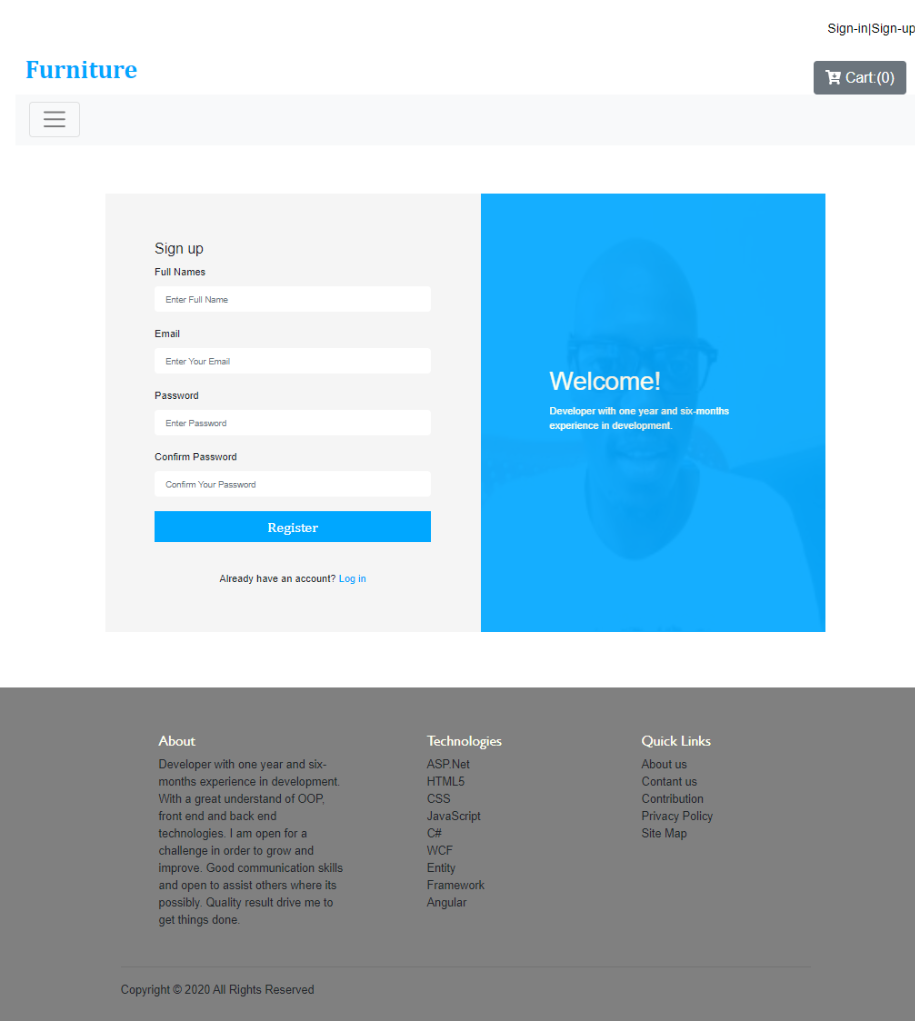 Sign-in|Sign-up
Furniture
Cart:(0)
Sign up
Full Names
Enter Full Name
Email
Enter Your Email
Password
Enter Password
Confirm Password
Confirm Your Password
Register
Already have an account? Log in
Welcome!
Developer with one year and six-months
experience in development.
About
Developer with one year and six-
months experience in development.
With a great understand of OOP,
front end and back end
technologies. I am open for a
challenge in order to grow and
improve. Good communication skills
and open to assist others where its
possibly. Quality result drive me to
get things done.
Technologies
ASP.Net
HTML5
CSS
JavaScript
C#
WCF
Entity
Framework
Angular
Quick Links
About us
Contant us
Contribution
Privacy Policy
Site Map
Copyright © 2020 All Rights Reserved